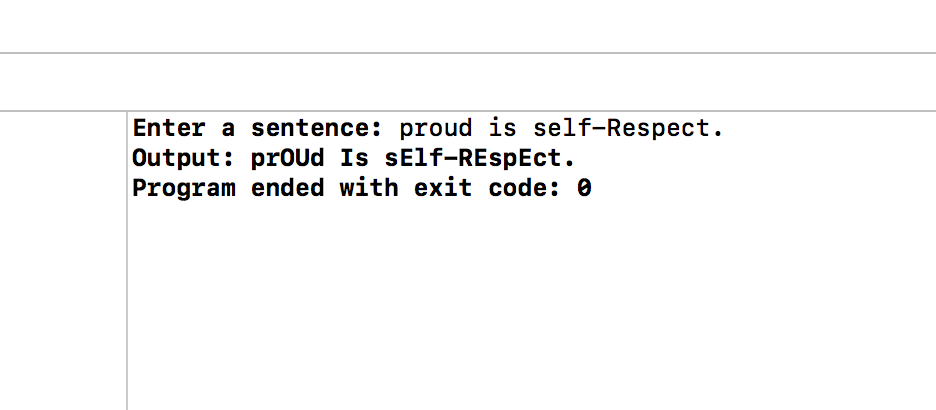 Enter a sentence: proud is self-Respect.
Output: prOUd Is sElf-REspEct.
Program ended with exit code: 0